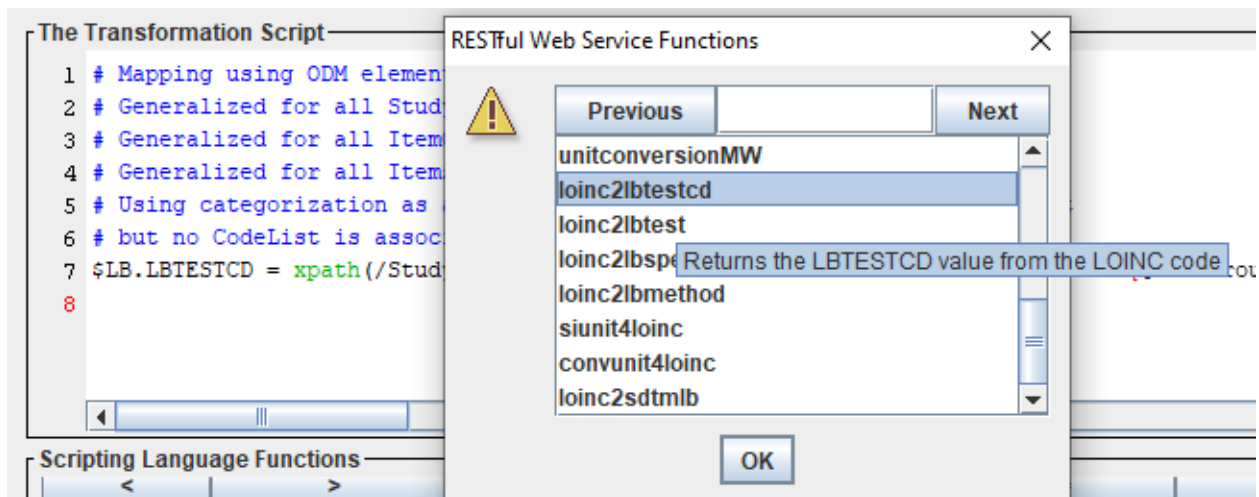 The Transformation Script
1 # Mapping using ODM elemen
2 # Generalized for all Stud
3 # Generalized for all Item
4 # Generalized for all Item
5 # Using categorization as
6 # but no CodeList is assoc
7 $LB.LBTESTCD = xpath(/Stud
8
RESTful Web Service Functions
Previous
Next
unitconversionMW
loinc2lbtestcd
loinc2lbtest
loinc2lbspe
Returns the LBTESTCD value from the LOINC code
rou
loinc2lbmethod
siunit4loinc
convunit4loinc
loinc2sdtmlb
OK
Scripting Language Functions
< >